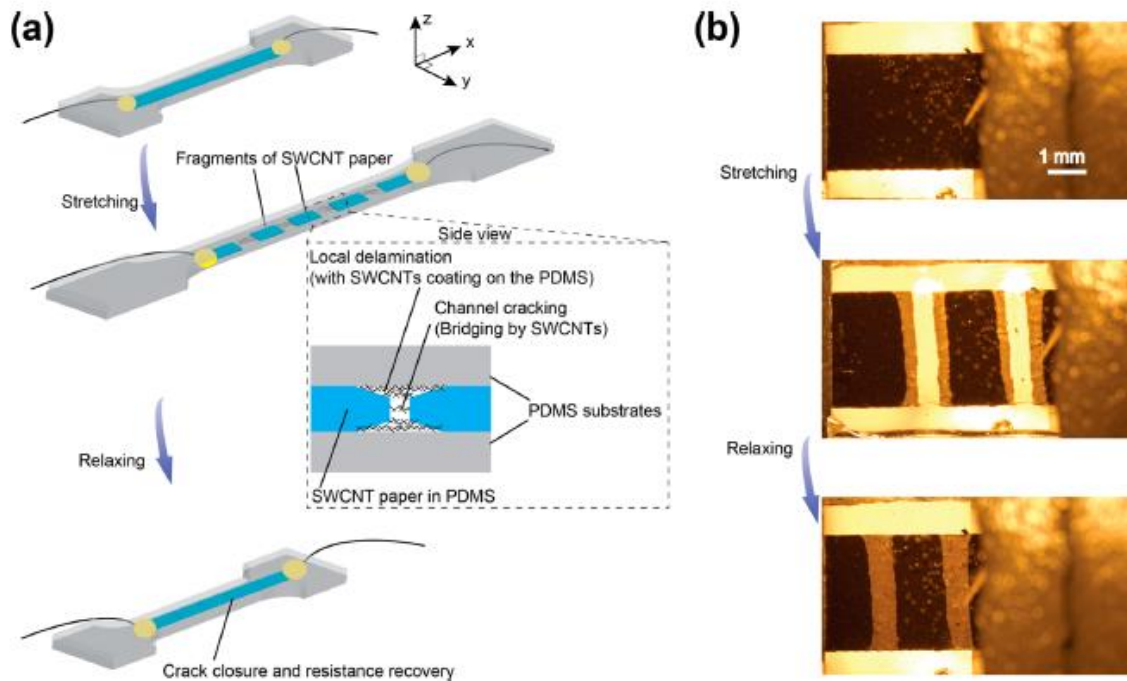 (a)
z
x
y
Fragments of SWCNT paper
Stretching
Side view
Local delamination
(with SWCNTs coating on the PDMS)
Channel cracking
(Bridging by SWCNTs)
PDMS substrates
Relaxing
SWCNT paper in PDMS
Crack closure and resistance recovery
(b)
1 mm
Stretching
Relaxing